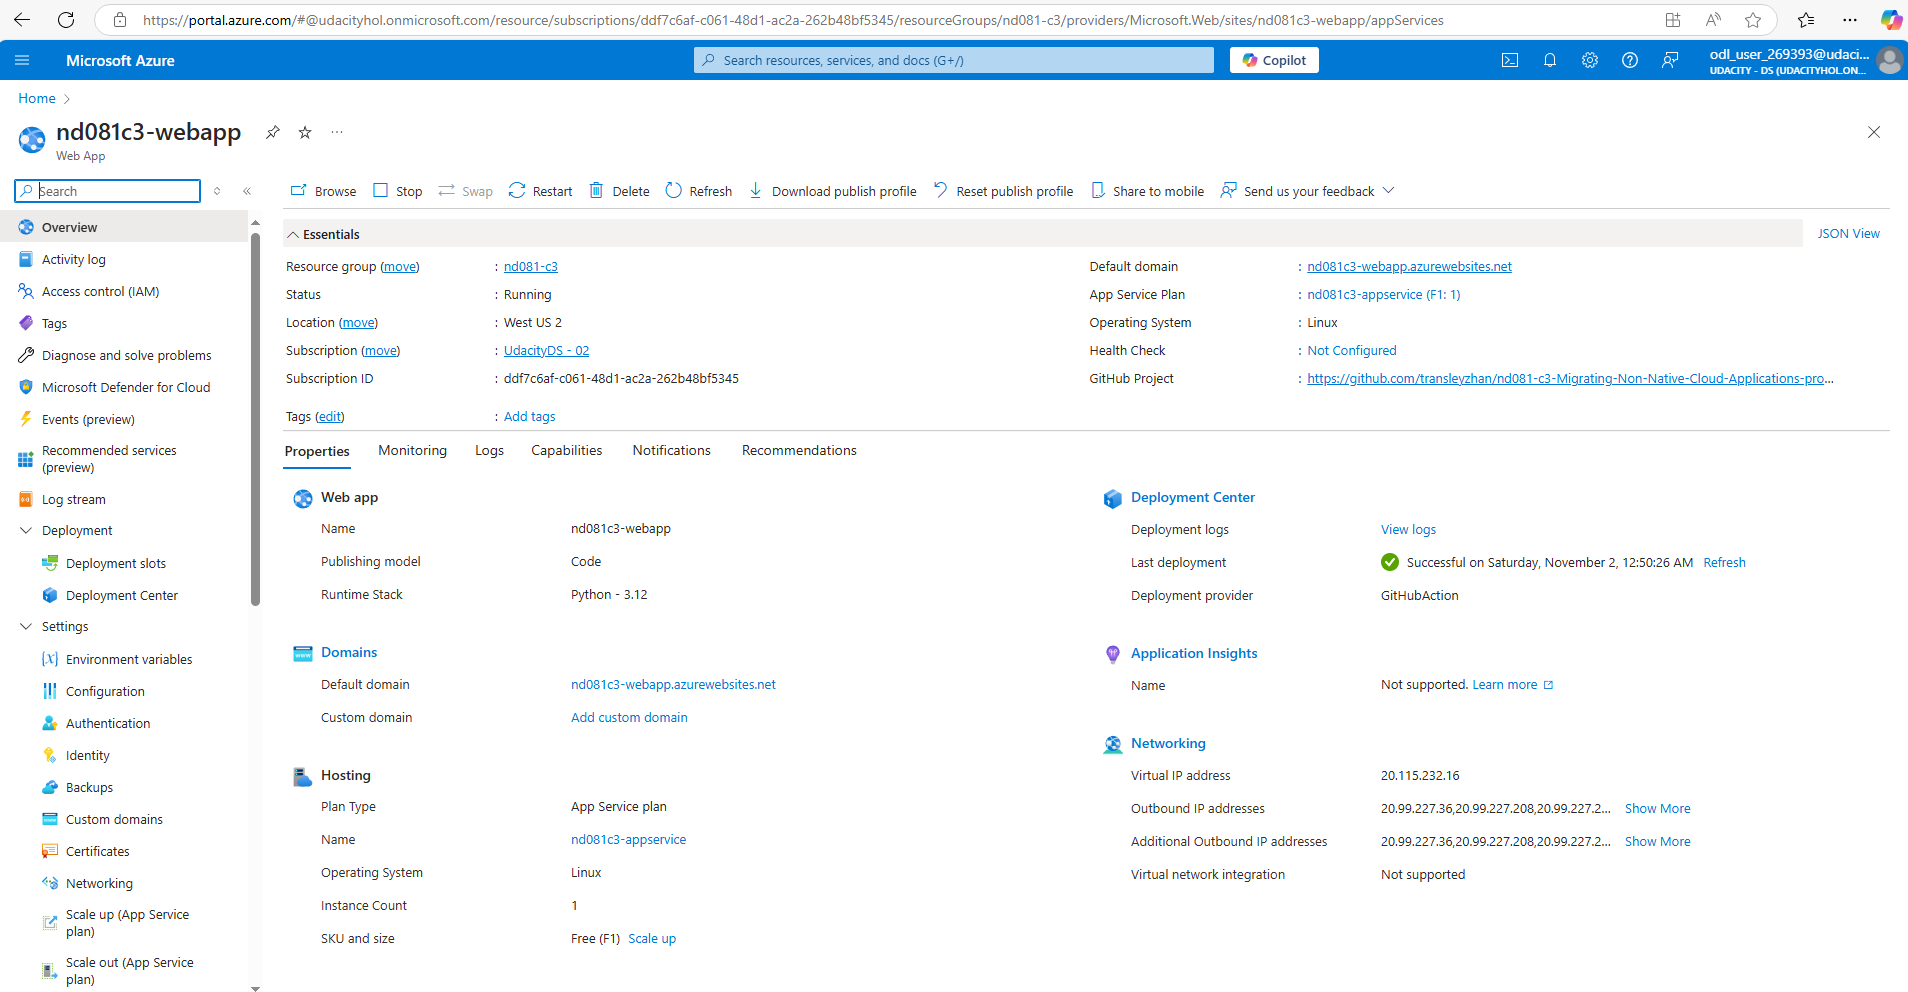 https://portal.azure.com/#@udacityhol.onmicrosoft.com/resource/subscriptions/ddf7c6af-c061-48d1-ac2a-262b48bf5345/resourceGroups/nd081-c3/providers/Microsoft.Web/sites/nd081c3-webapp/appServices
Microsoft Azure
Search resources, services, and docs (G+/)
Copilot
odl_user_269393@udaci...
UDACITY - DS (UDACITYHOL.ON...
Home
nd081c3-webapp
Web App
Search
Browse
Stop
Swap
Restart
Delete
Refresh
Download publish profile
Reset publish profile
Share to mobile
Send us your feedback
Overview
Activity log
Access control (IAM)
Tags
Diagnose and solve problems
Microsoft Defender for Cloud
Events (preview)
Recommended services (preview)
Log stream
Deployment
Deployment slots
Deployment Center
Settings
Environment variables
Configuration
Authentication
Identity
Backups
Custom domains
Certificates
Networking
Scale up (App Service plan)
Scale out (App Service plan)
Essentials
JSON View
Resource group (move) : nd081-c3
Status : Running
Location (move) : West US 2
Subscription (move) : UdacityDS - 02
Subscription ID : ddf7c6af-c061-48d1-ac2a-262b48bf5345
Tags (edit) : Add tags
Default domain : nd081c3-webapp.azurewebsites.net
App Service Plan : nd081c3-appservice (F1: 1)
Operating System : Linux
Health Check : Not Configured
GitHub Project : https://github.com/transleyzhan/nd081-c3-Migrating-Non-Native-Cloud-Applications-pro...
Properties
Monitoring
Logs
Capabilities
Notifications
Recommendations
Web app
Name nd081c3-webapp
Publishing model Code
Runtime Stack Python - 3.12
Domains
Default domain nd081c3-webapp.azurewebsites.net
Custom domain Add custom domain
Hosting
Plan Type App Service plan
Name nd081c3-appservice
Operating System Linux
Instance Count 1
SKU and size Free (F1) Scale up
Deployment Center
Deployment logs View logs
Last deployment Successful on Saturday, November 2, 12:50:26 AM Refresh
Deployment provider GitHubAction
Application Insights
Name Not supported. Learn more
Networking
Virtual IP address 20.115.232.16
Outbound IP addresses 20.99.227.36,20.99.227.208,20.99.227.2... Show More
Additional Outbound IP addresses 20.99.227.36,20.99.227.208,20.99.227.2... Show More
Virtual network integration Not supported